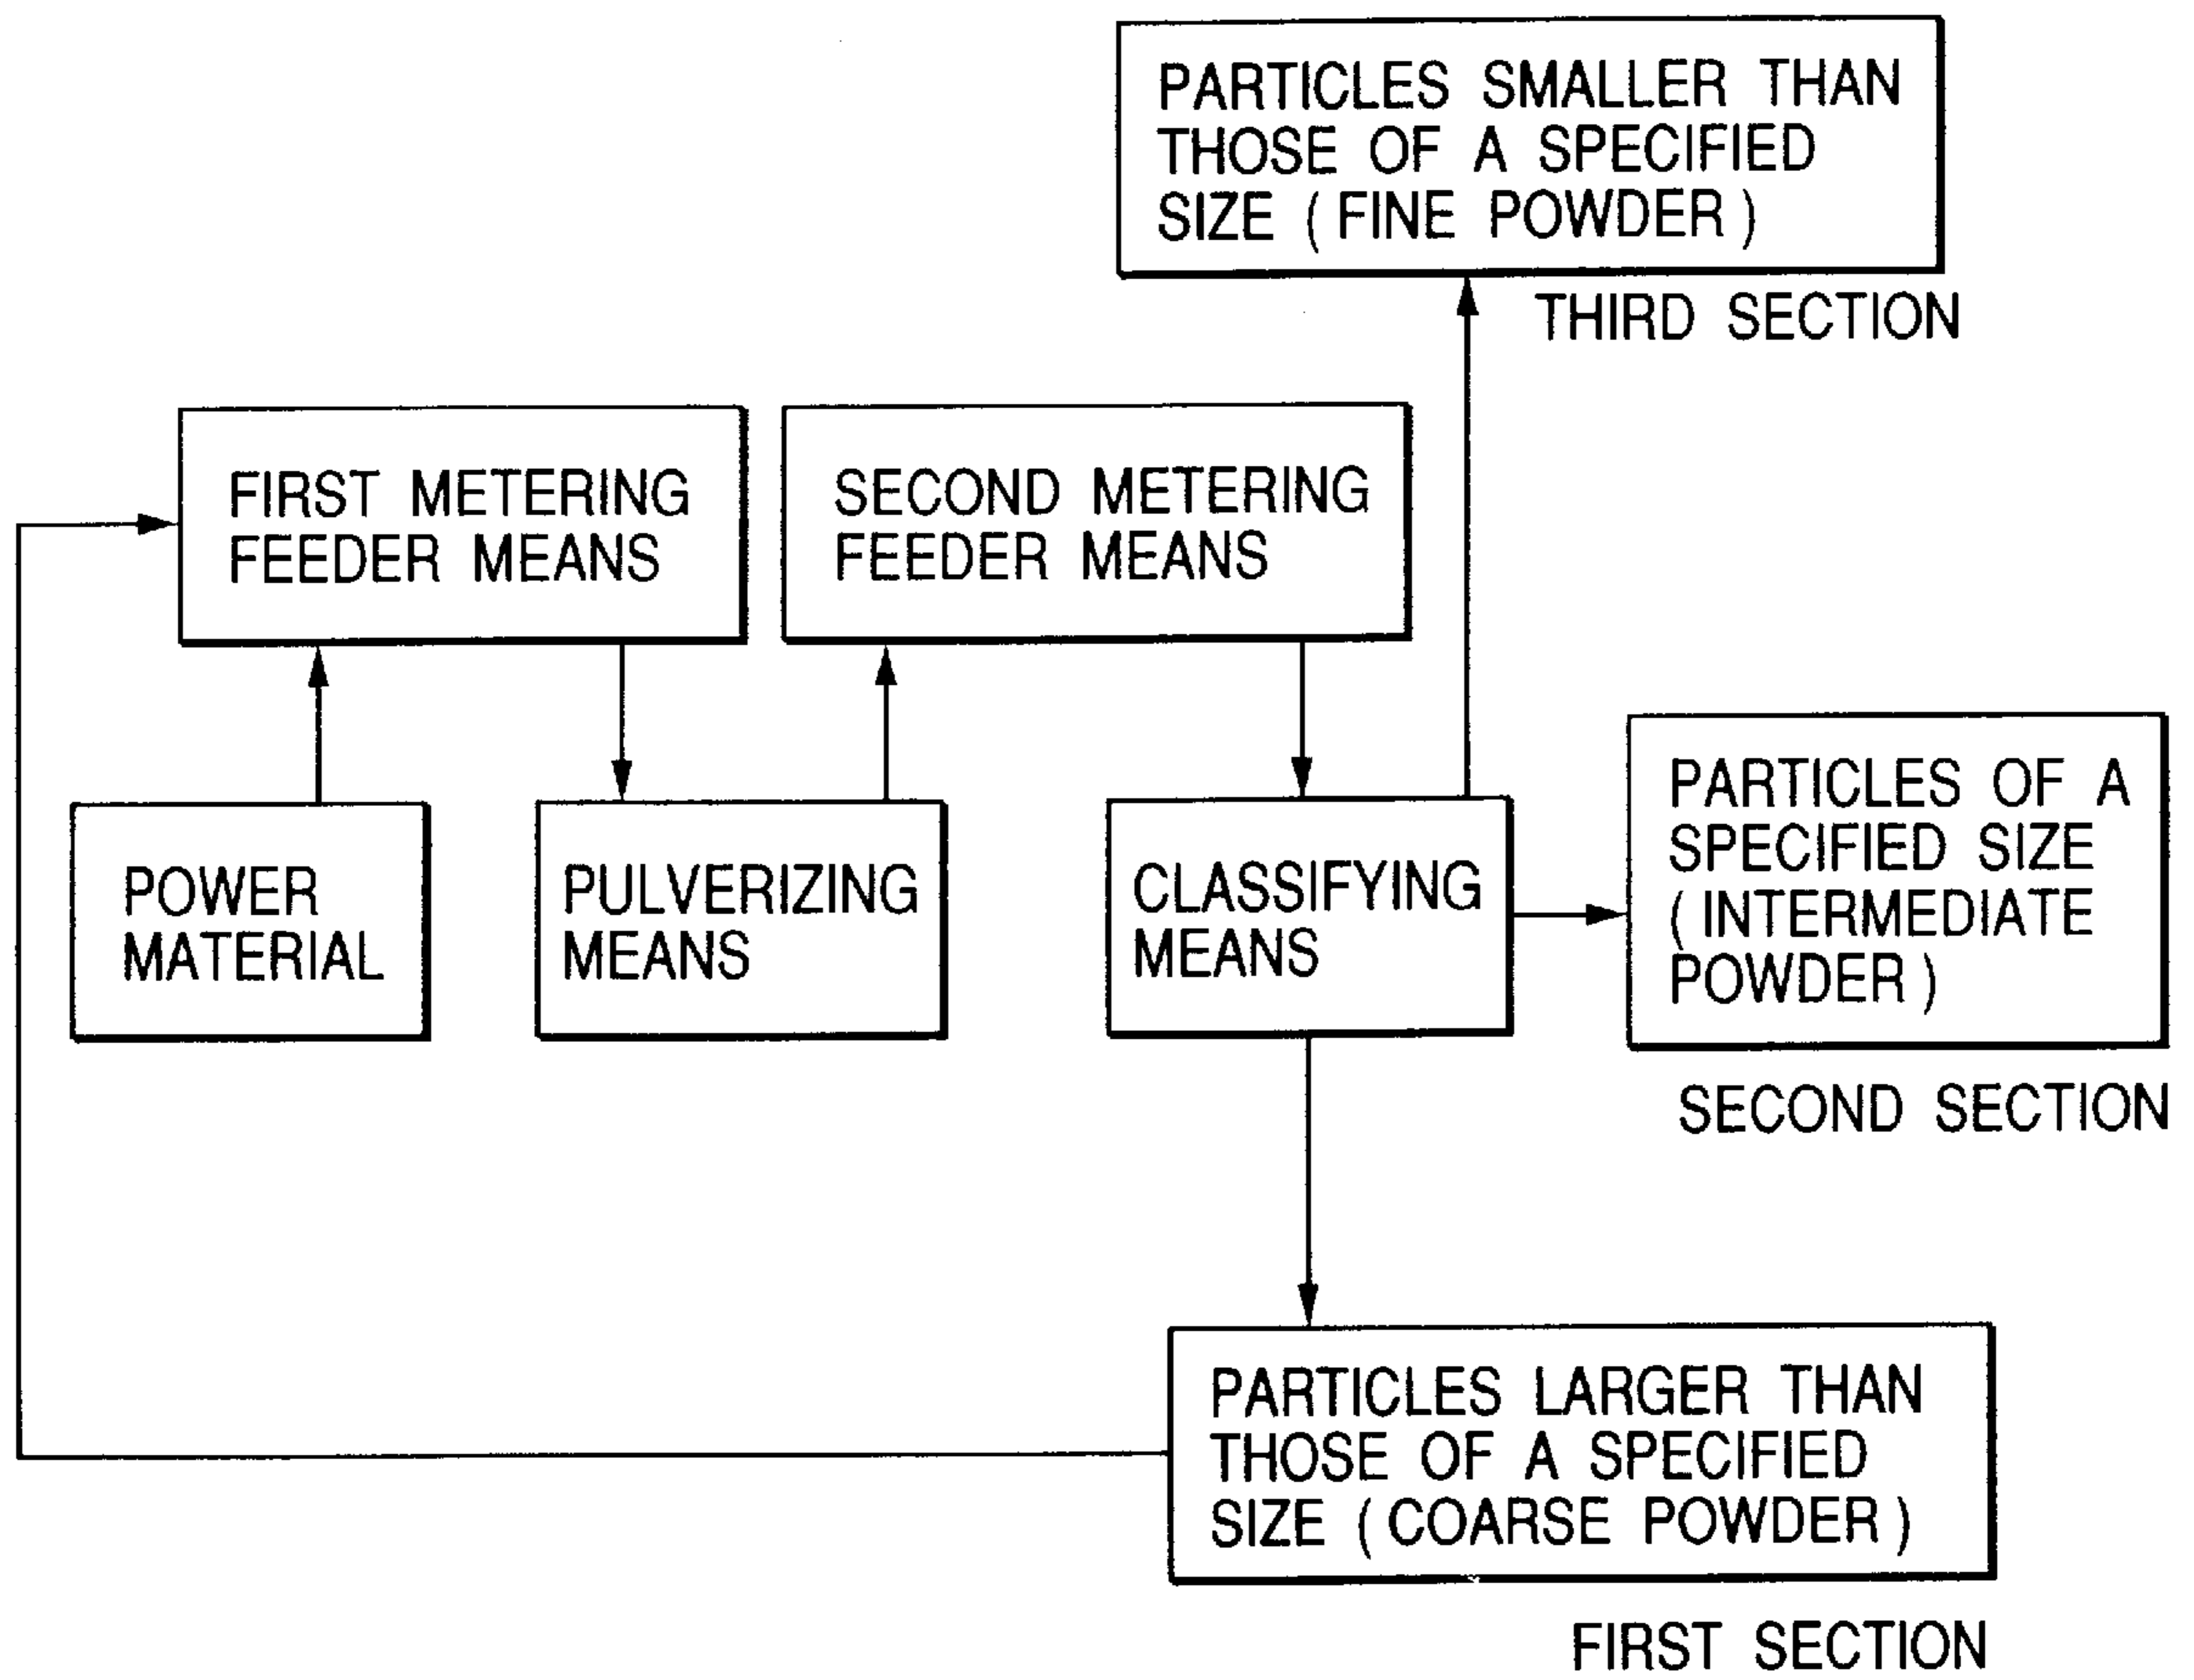 PARTICLES SMALLER THAN
THOSE OF A SPECIFIED
SIZE (FINE POWDER)
THIRD SECTION
FIRST METERING
FEEDER MEANS
SECOND METERING
FEEDER MEANS
POWER
MATERIAL
PULVERIZING
MEANS
CLASSIFYING
MEANS
PARTICLES OF A
SPECIFIED SIZE
(INTERMEDIATE
POWDER)
SECOND SECTION
PARTICLES LARGER THAN
THOSE OF A SPECIFIED
SIZE (COARSE POWDER)
FIRST SECTION